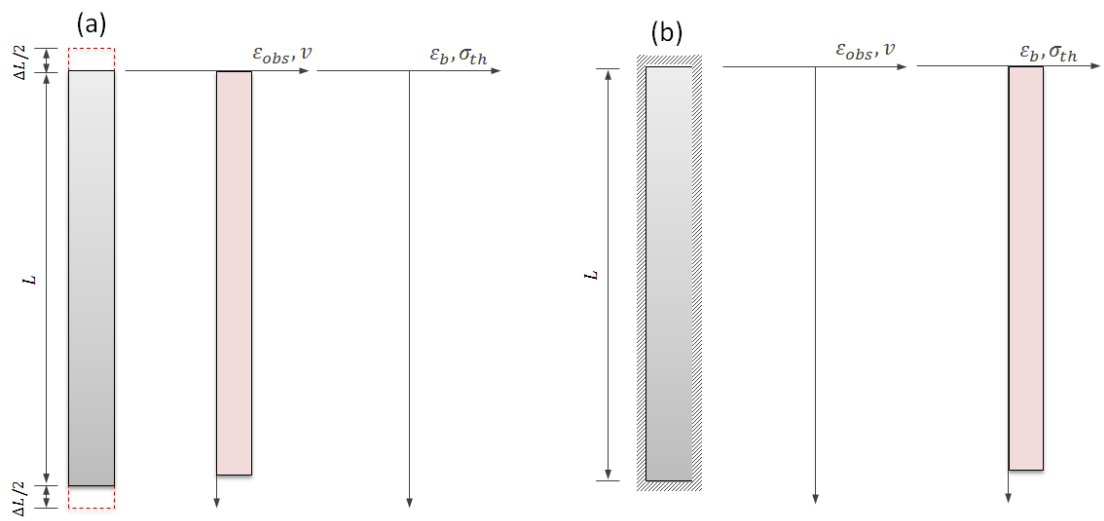 (a)
(b)
ΔL/2
ε_obs, v
ε_b, σ_th
ε_obs, v
ε_b, σ_th
L
L
ΔL/2